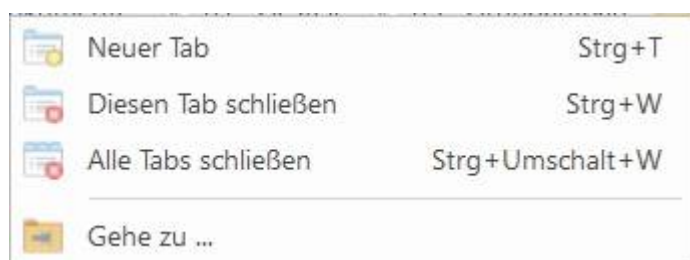 Neuer Tab Strg+T
Diesen Tab schließen Strg+W
Alle Tabs schließen Strg+Umschalt+W
Gehe zu ...